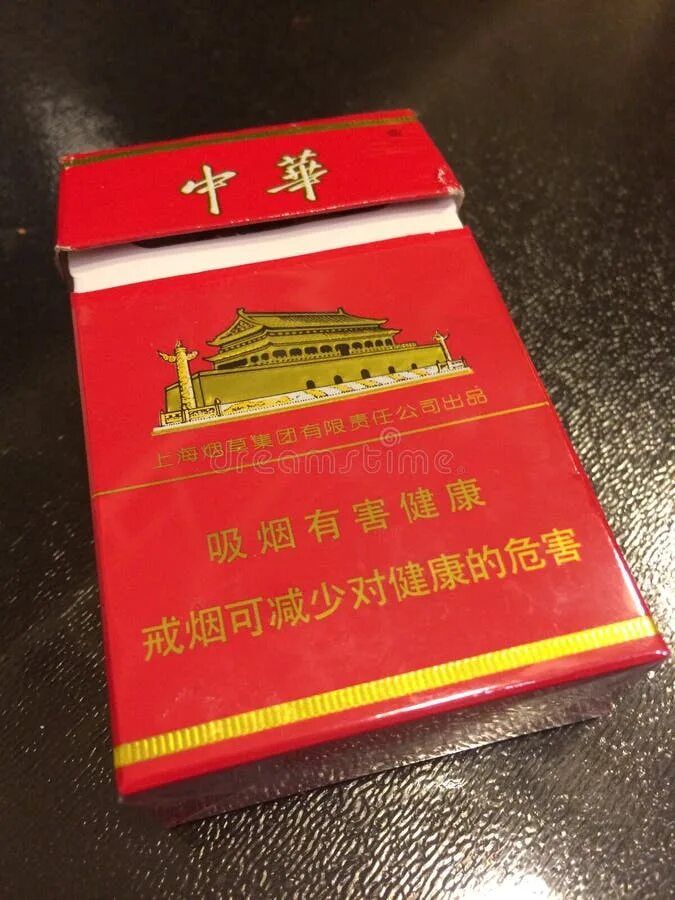 中華
上海烟草集团有限责任公司出品
dreamstime.
吸烟有害健康
戒烟可减少对健康的危害